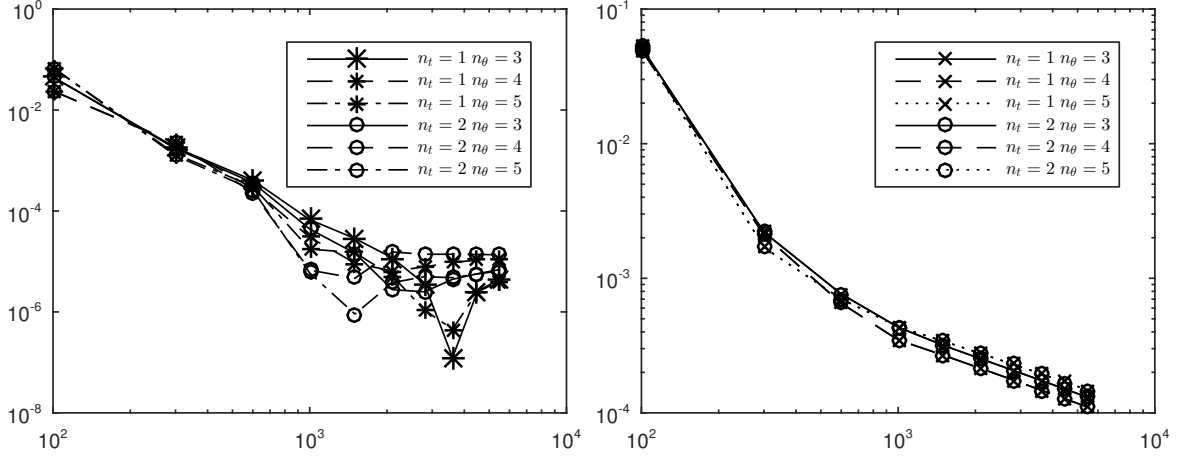 10^0
10^-2
10^-4
10^-6
10^-8
10^2
10^3
10^4
n_t = 1 n_θ = 3
n_t = 1 n_θ = 4
n_t = 1 n_θ = 5
n_t = 2 n_θ = 3
n_t = 2 n_θ = 4
n_t = 2 n_θ = 5
10^-1
10^-2
10^-3
10^-4
10^2
10^3
10^4
n_t = 1 n_θ = 3
n_t = 1 n_θ = 4
n_t = 1 n_θ = 5
n_t = 2 n_θ = 3
n_t = 2 n_θ = 4
n_t = 2 n_θ = 5